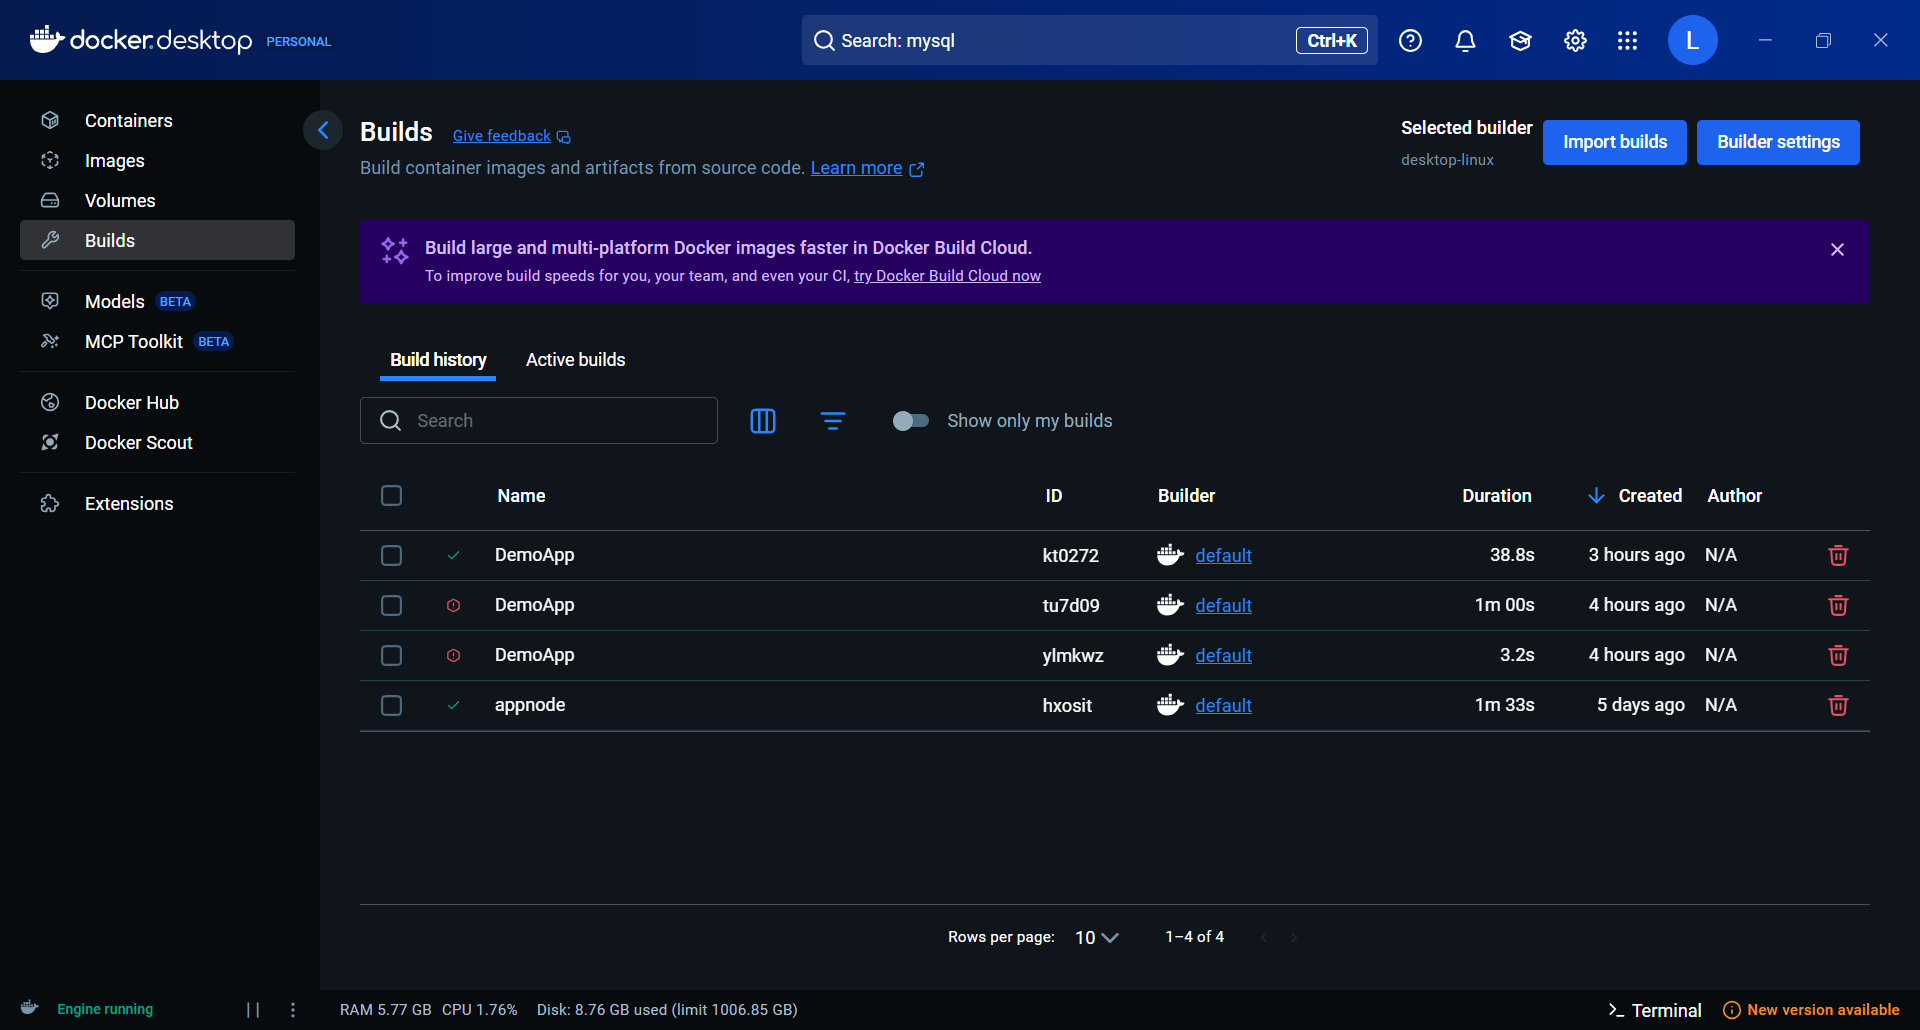 docker.desktop PERSONAL
Search: mysql Ctrl+K
L
Containers
Images
Volumes
Builds
Models BETA
MCP Toolkit BETA
Docker Hub
Docker Scout
Extensions
Builds Give feedback
Build container images and artifacts from source code. Learn more
Selected builder
desktop-linux
Import builds
Builder settings
Build large and multi-platform Docker images faster in Docker Build Cloud.
To improve build speeds for you, your team, and even your CI, try Docker Build Cloud now
Build history Active builds
Search Show only my builds
Name ID Builder Duration Created Author
DemoApp kt0272 default 38.8s 3 hours ago N/A
DemoApp tu7d09 default 1m 00s 4 hours ago N/A
DemoApp ylmkwz default 3.2s 4 hours ago N/A
appnode hxosit default 1m 33s 5 days ago N/A
Rows per page: 10 1–4 of 4
Engine running RAM 5.77 GB CPU 1.76% Disk: 8.76 GB used (limit 1006.85 GB) Terminal New version available